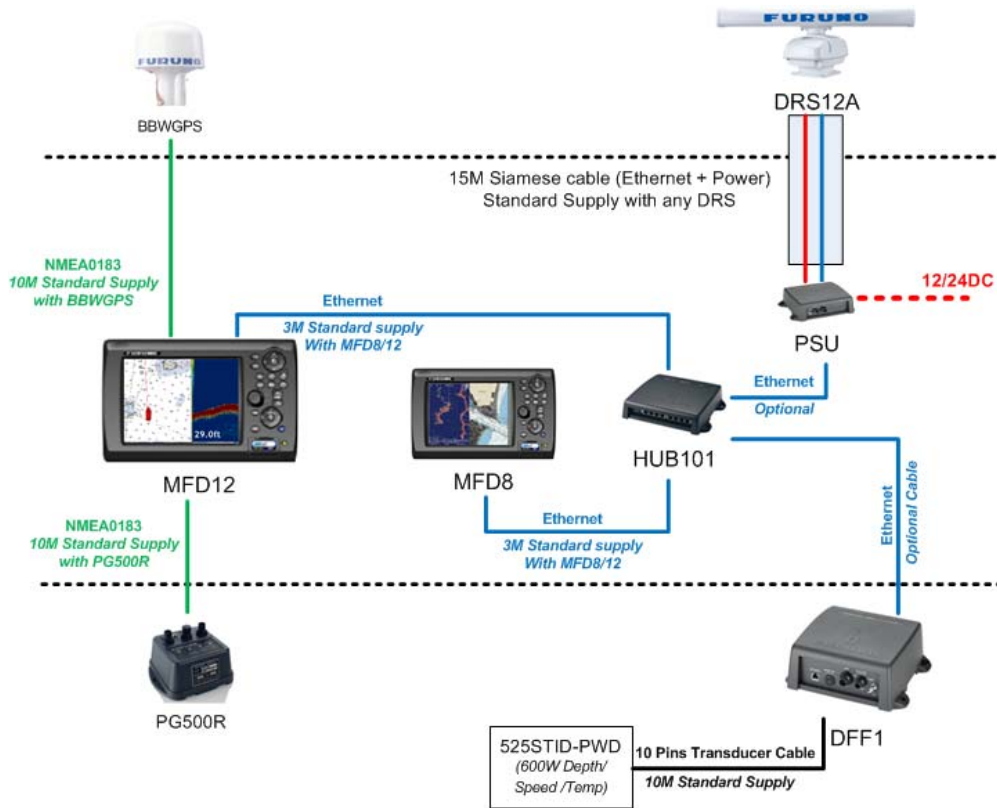 FURUNO
FURUNO
DRS12A
BBWGPS
15M Siamese cable (Ethernet + Power)
Standard Supply with any DRS
NMEA0183
10M Standard Supply
with BBWGPS
12/24DC
Ethernet
3M Standard supply
With MFD8/12
PSU
Ethernet
Optional
29.0ft
HUB101
MFD12
MFD8
NMEA0183
10M Standard Supply
with PG500R
Ethernet
3M Standard supply
With MFD8/12
Ethernet
Optional Cable
PG500R
DFF1
525STID-PWD
(600W Depth/
Speed /Temp)
10 Pins Transducer Cable
10M Standard Supply